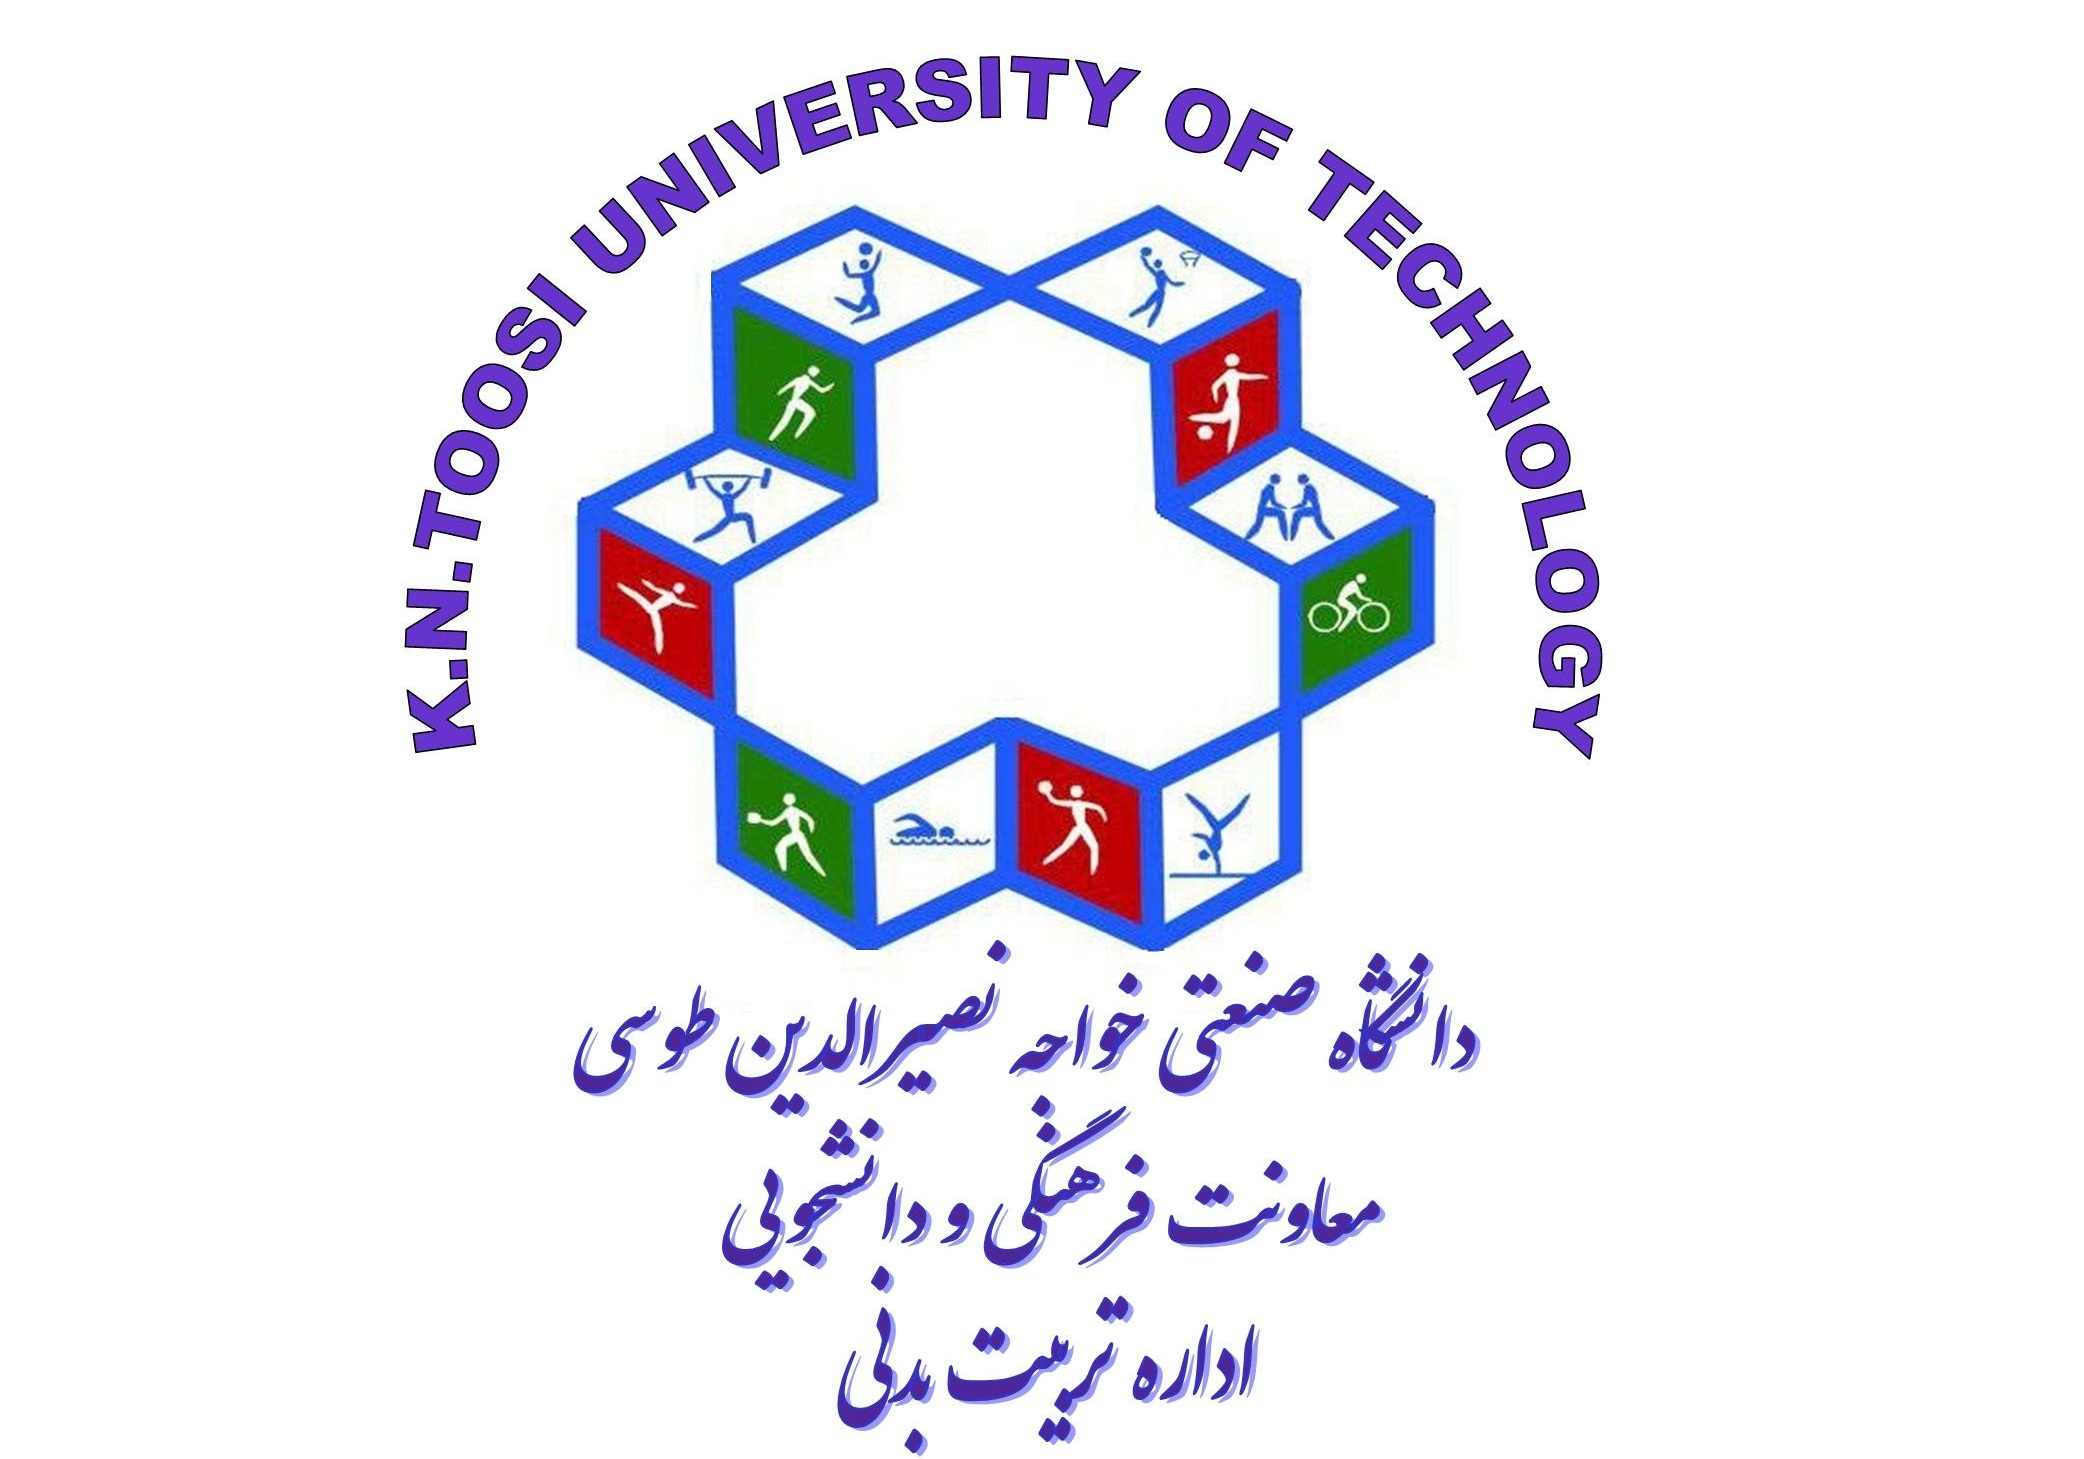 K.N.TOOSI UNIVERSITY OF TECHNOLOGY
دانشگاه صنعتی خواجه نصیرالدین طوسی
معاونت فرهنگی و دانشجویی
اداره تربیت بدنی